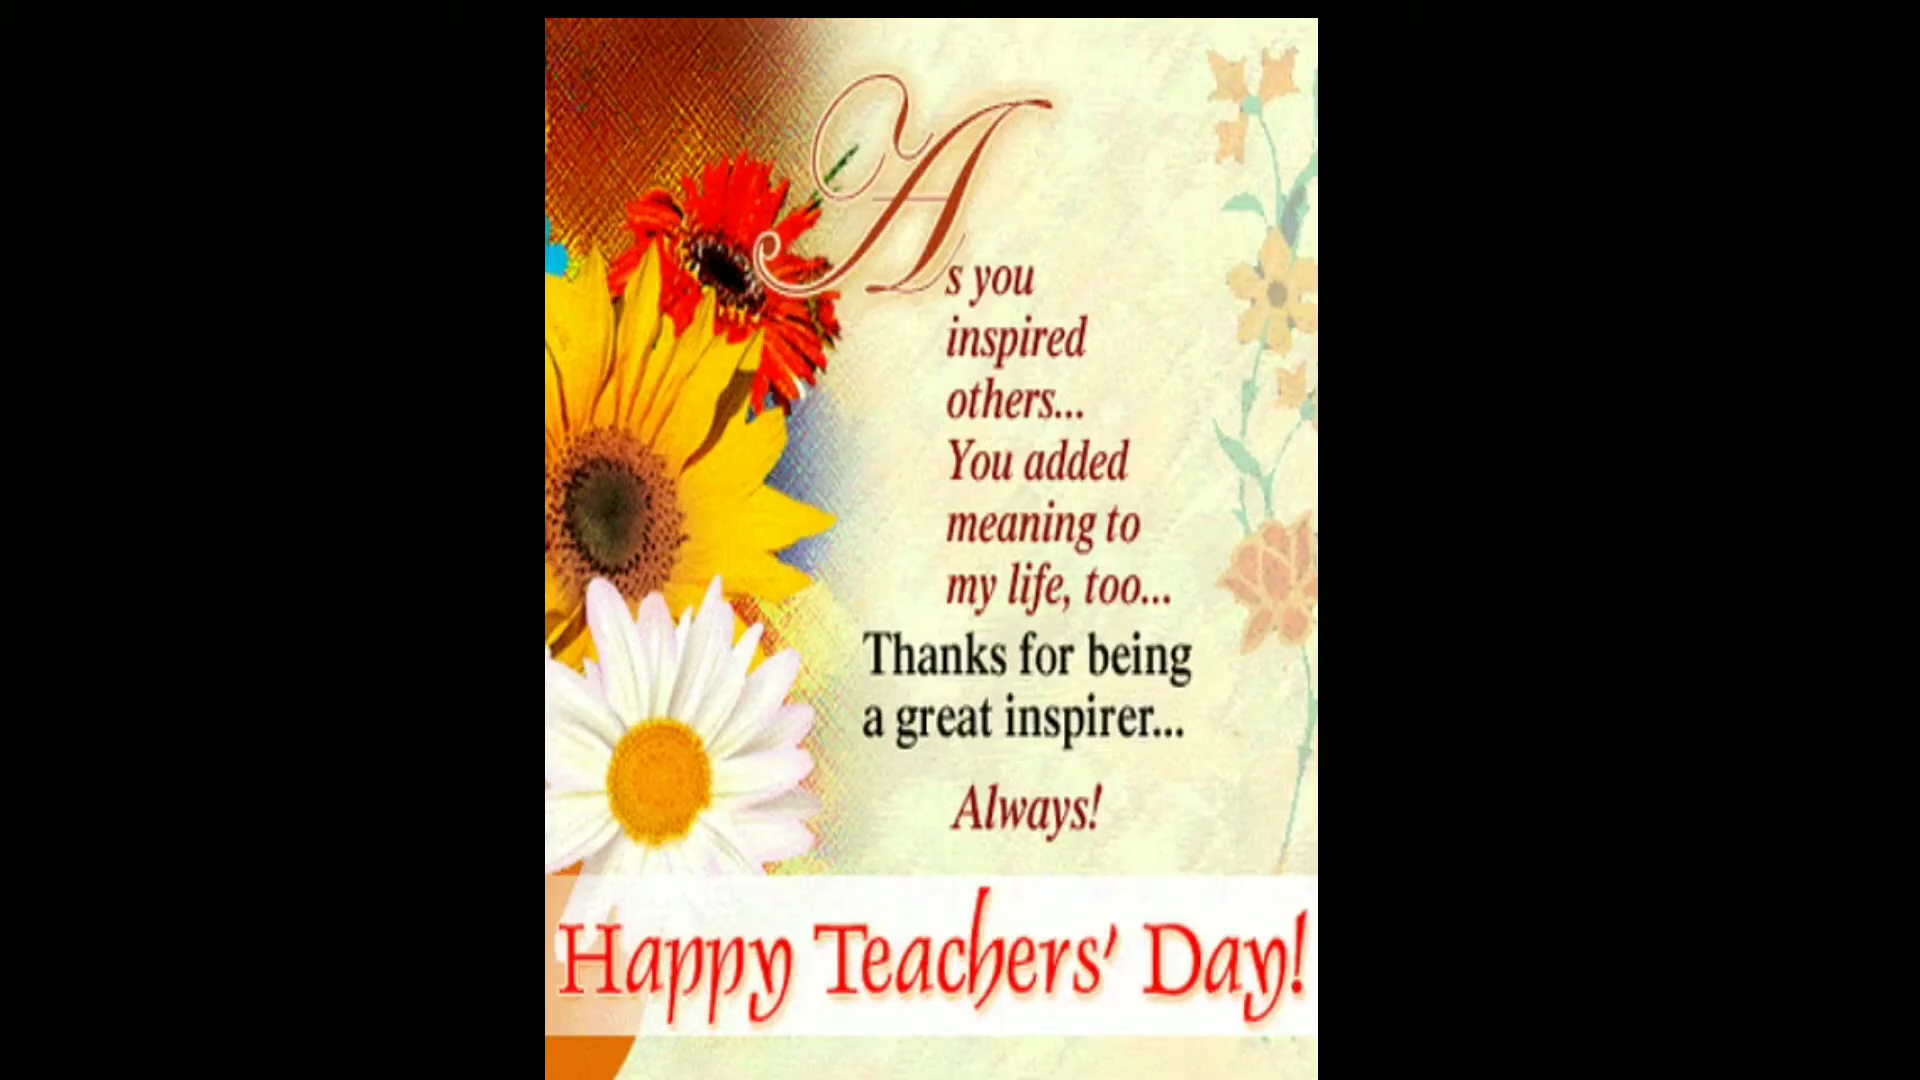 As you
inspired
others...
You added
meaning to
my life, too...
Thanks for being
a great inspirer...
Always!
Happy Teachers' Day!